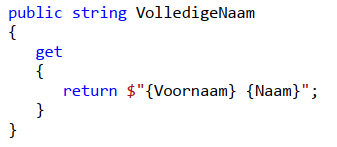 public string VolledigeNaam
{
   get
   {
      return $"{Voornaam} {Naam}";
   }
}